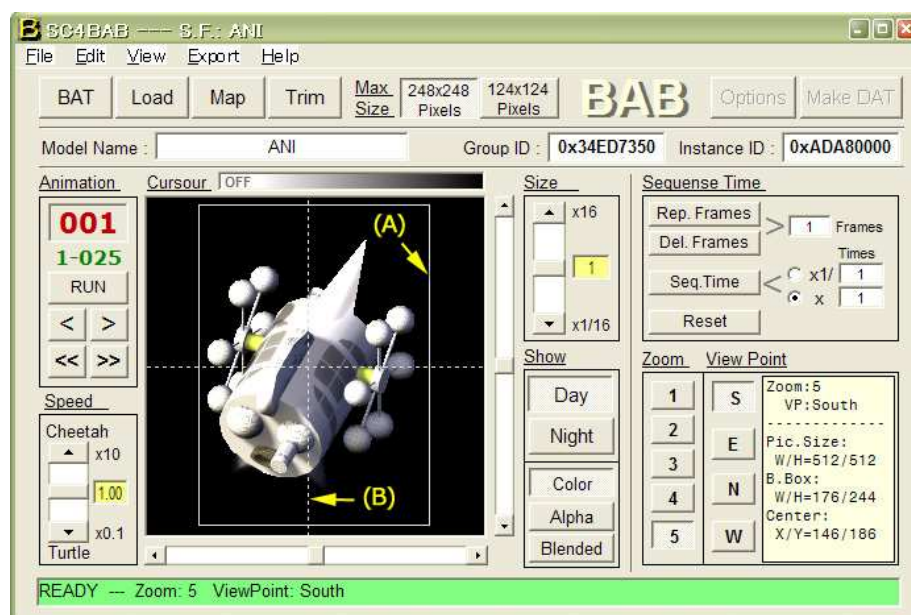 B SC4BAB --- S.F.: ANI
File Edit View Export Help
BAT Load Map Trim Max Size 248x248 Pixels 124x124 Pixels BAB Options Make DAT
Model Name : ANI Group ID : 0x34ED7350 Instance ID : 0xADA80000
Animation
001
1-025
RUN
< >
<< >>
Speed
Cheetah
x10
1.00
x0.1
Turtle
Cursour OFF
(A)
(B)
Size
x16
1
x1/16
Show
Day
Night
Color
Alpha
Blended
Sequense Time
Rep. Frames
Del. Frames
> 1 Frames
Times
Seq.Time
< x1/ 1
x 1
Reset
Zoom
1
2
3
4
5
View Point
S
E
N
W
Zoom:5
VP:South
-------------
Pic.Size:
W/H=512/512
B.Box:
W/H=176/244
Center:
X/Y=146/186
READY --- Zoom: 5 ViewPoint: South